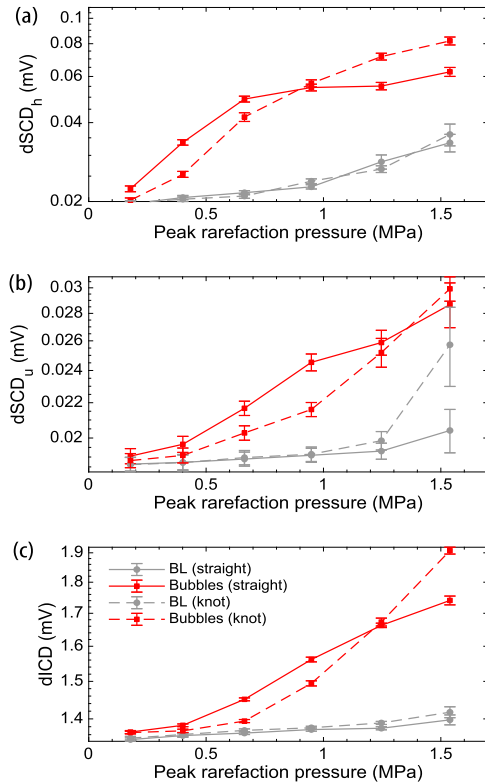 (a)
0.1
0.08
0.06
0.04
0.02
dSCD_h (mV)
0 0.5 1 1.5
Peak rarefaction pressure (MPa)
(b)
0.03
0.028
0.026
0.024
0.022
0.02
dSCD_u (mV)
0 0.5 1 1.5
Peak rarefaction pressure (MPa)
(c)
1.9
1.8
1.7
1.6
1.5
1.4
dICD (mV)
BL (straight)
Bubbles (straight)
BL (knot)
Bubbles (knot)
0 0.5 1 1.5
Peak rarefaction pressure (MPa)